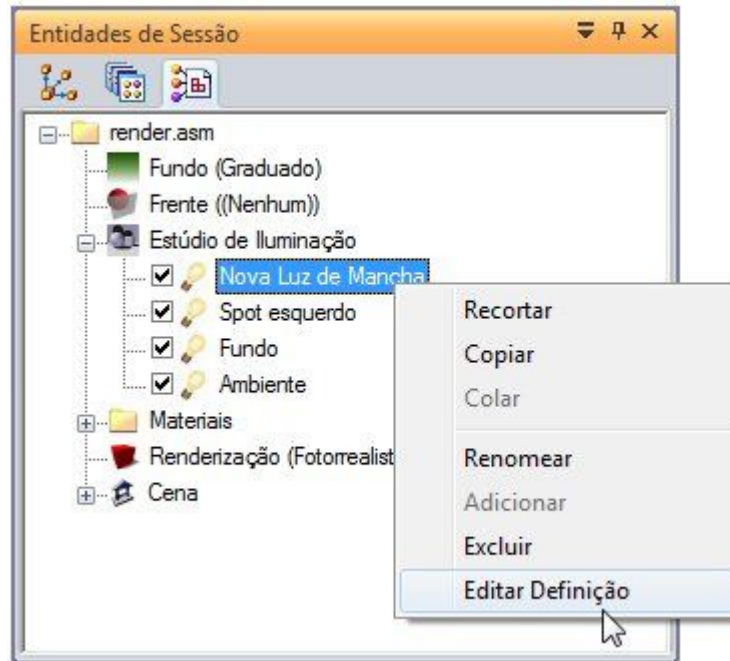 Entidades de Sessão
render.asm
Fundo (Graduado)
Frente ((Nenhum))
Estúdio de Iluminação
Nova Luz de Mancha
Spot esquerdo
Fundo
Ambiente
Materiais
Renderização (Fotorrealist
Cena
Recortar
Copiar
Colar
Renomear
Adicionar
Excluir
Editar Definição